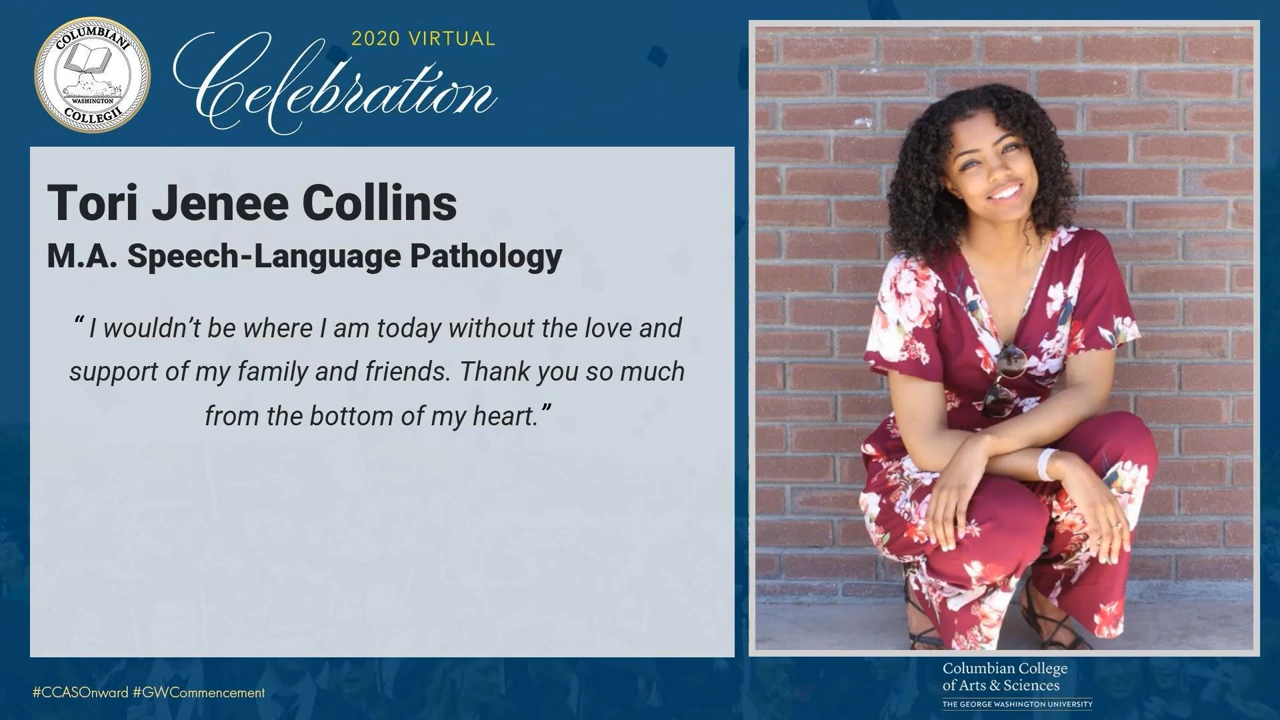 COLUMBIANI
WASHINGTON
COLLEGII
2020 VIRTUAL
Celebration
Tori Jenee Collins
M.A. Speech-Language Pathology
“ I wouldn’t be where I am today without the love and
support of my family and friends. Thank you so much
from the bottom of my heart.”
#CCASOnward #GWCommencement
Columbian College
of Arts & Sciences
THE GEORGE WASHINGTON UNIVERSITY